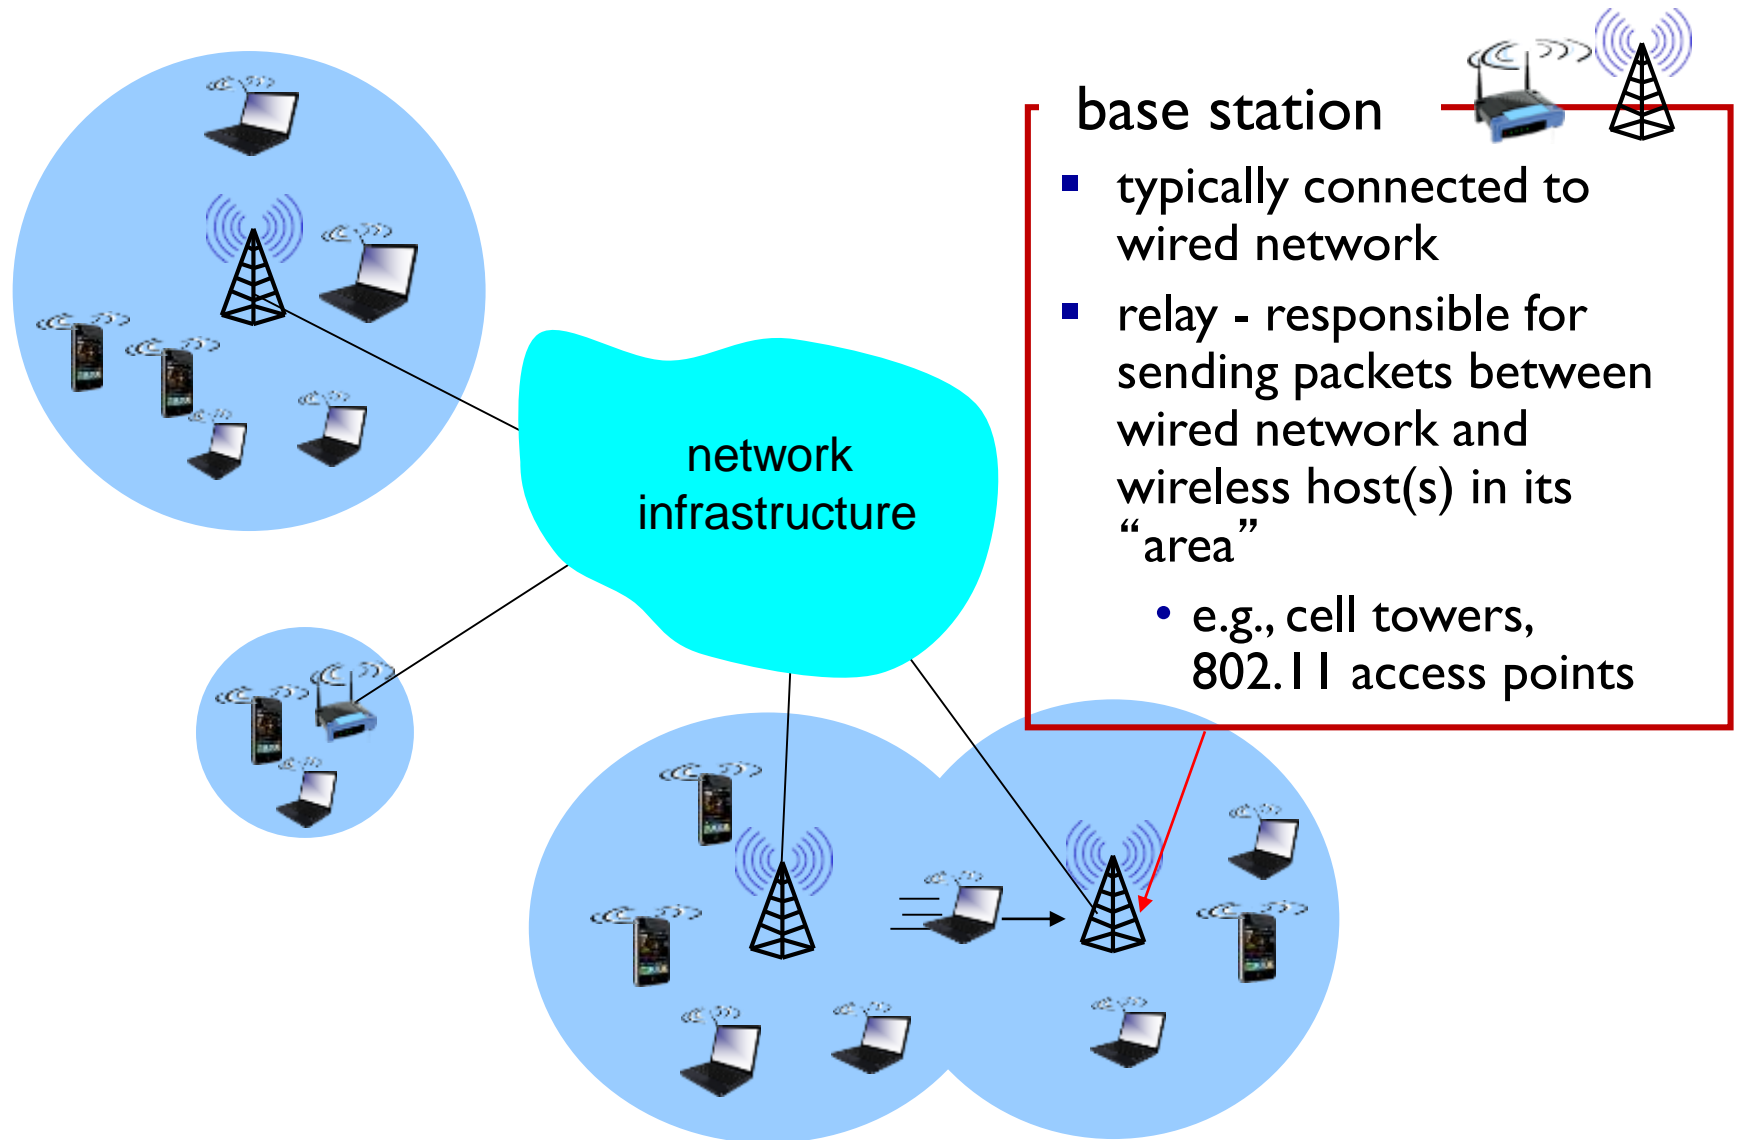 base station
▪ typically connected to
wired network
▪ relay - responsible for
sending packets between
wired network and
wireless host(s) in its
“area”
• e.g., cell towers,
802.11 access points
network
infrastructure